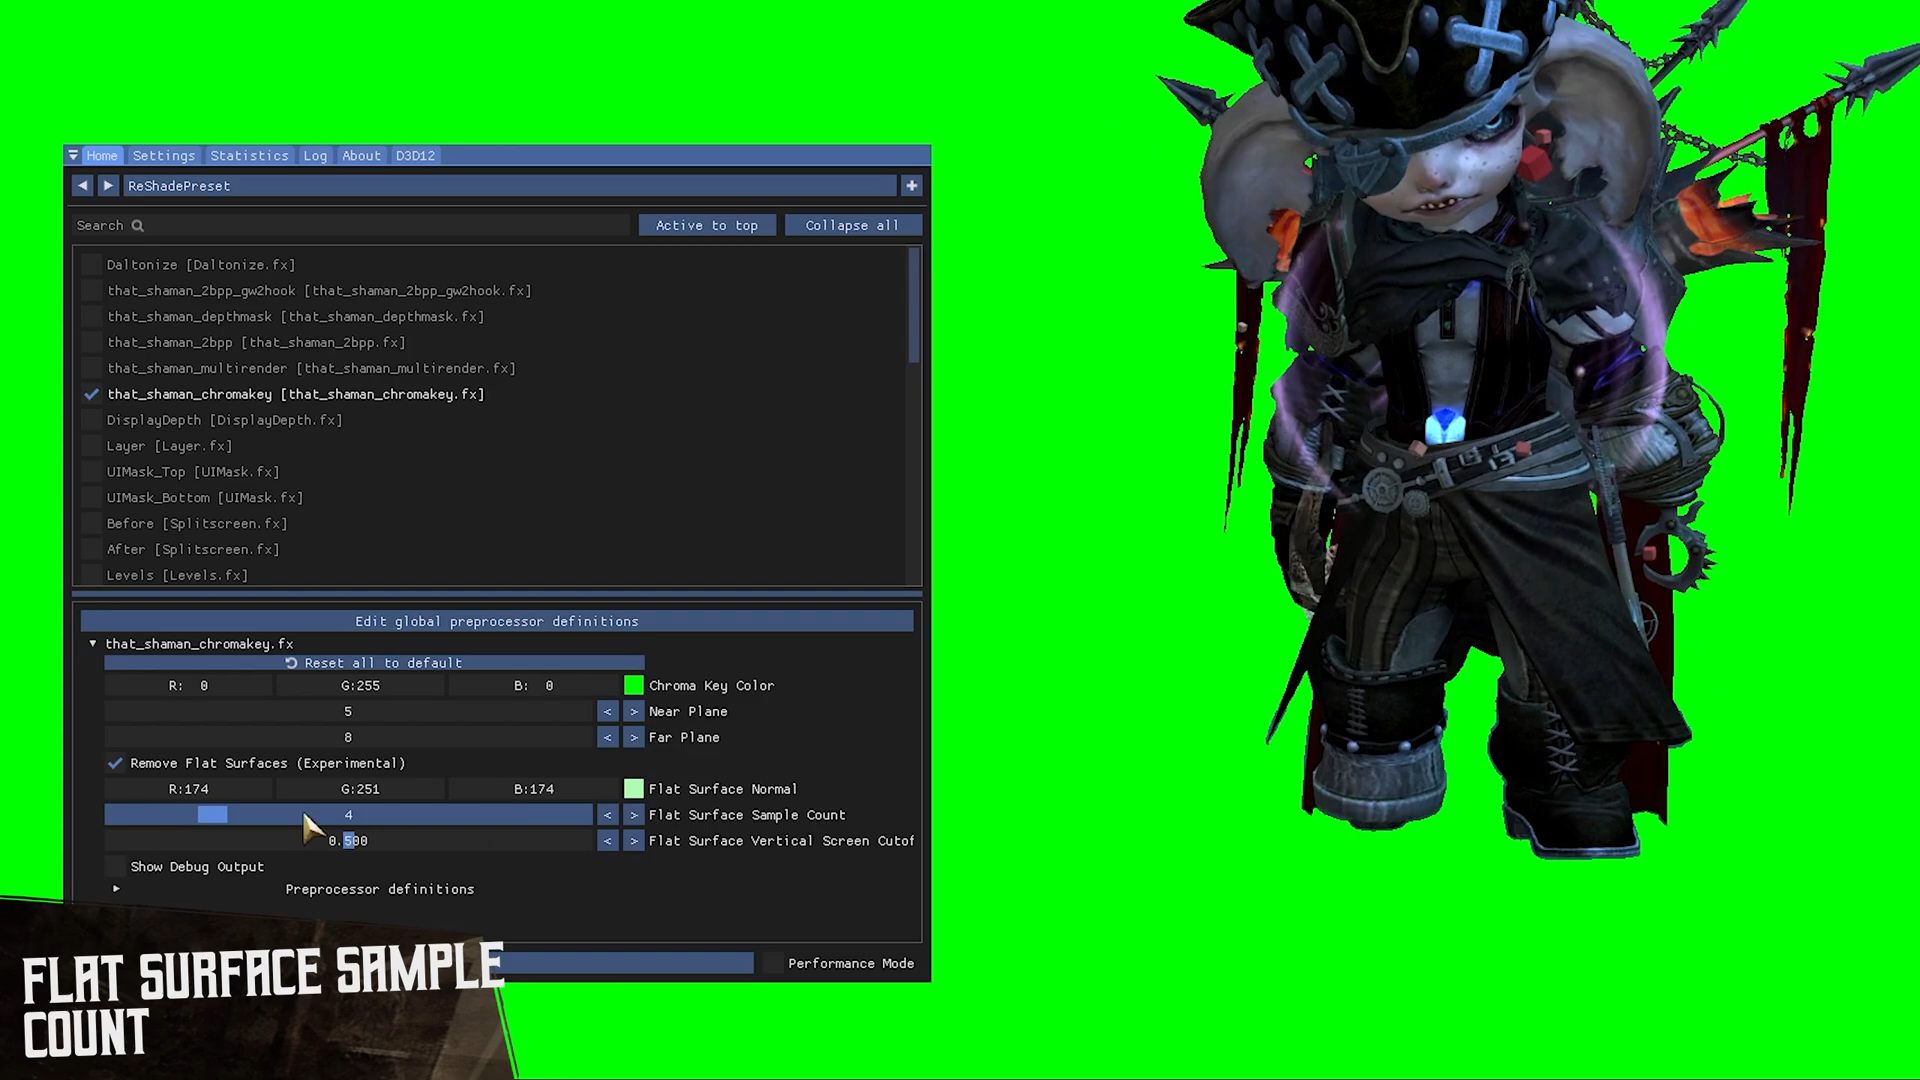 Home Settings Statistics Log About D3D12
ReShadePreset +
Search Active to top Collapse all
Daltonize [Daltonize.fx]
that_shaman_2bpp_gw2hook [that_shaman_2bpp_gw2hook.fx]
that_shaman_depthmask [that_shaman_depthmask.fx]
that_shaman_2bpp [that_shaman_2bpp.fx]
that_shaman_multirender [that_shaman_multirender.fx]
that_shaman_chromakey [that_shaman_chromakey.fx]
DisplayDepth [DisplayDepth.fx]
Layer [Layer.fx]
UIMask_Top [UIMask.fx]
UIMask_Bottom [UIMask.fx]
Before [Splitscreen.fx]
After [Splitscreen.fx]
Levels [Levels.fx]
Edit global preprocessor definitions
that_shaman_chromakey.fx
Reset all to default
R: 0 G:255 B: 0 Chroma Key Color
5 < > Near Plane
8 < > Far Plane
Remove Flat Surfaces (Experimental)
R:174 G:251 B:174 Flat Surface Normal
4 < > Flat Surface Sample Count
0.500 < > Flat Surface Vertical Screen Cutof
Show Debug Output
Preprocessor definitions
Performance Mode
FLAT SURFACE SAMPLE
COUNT